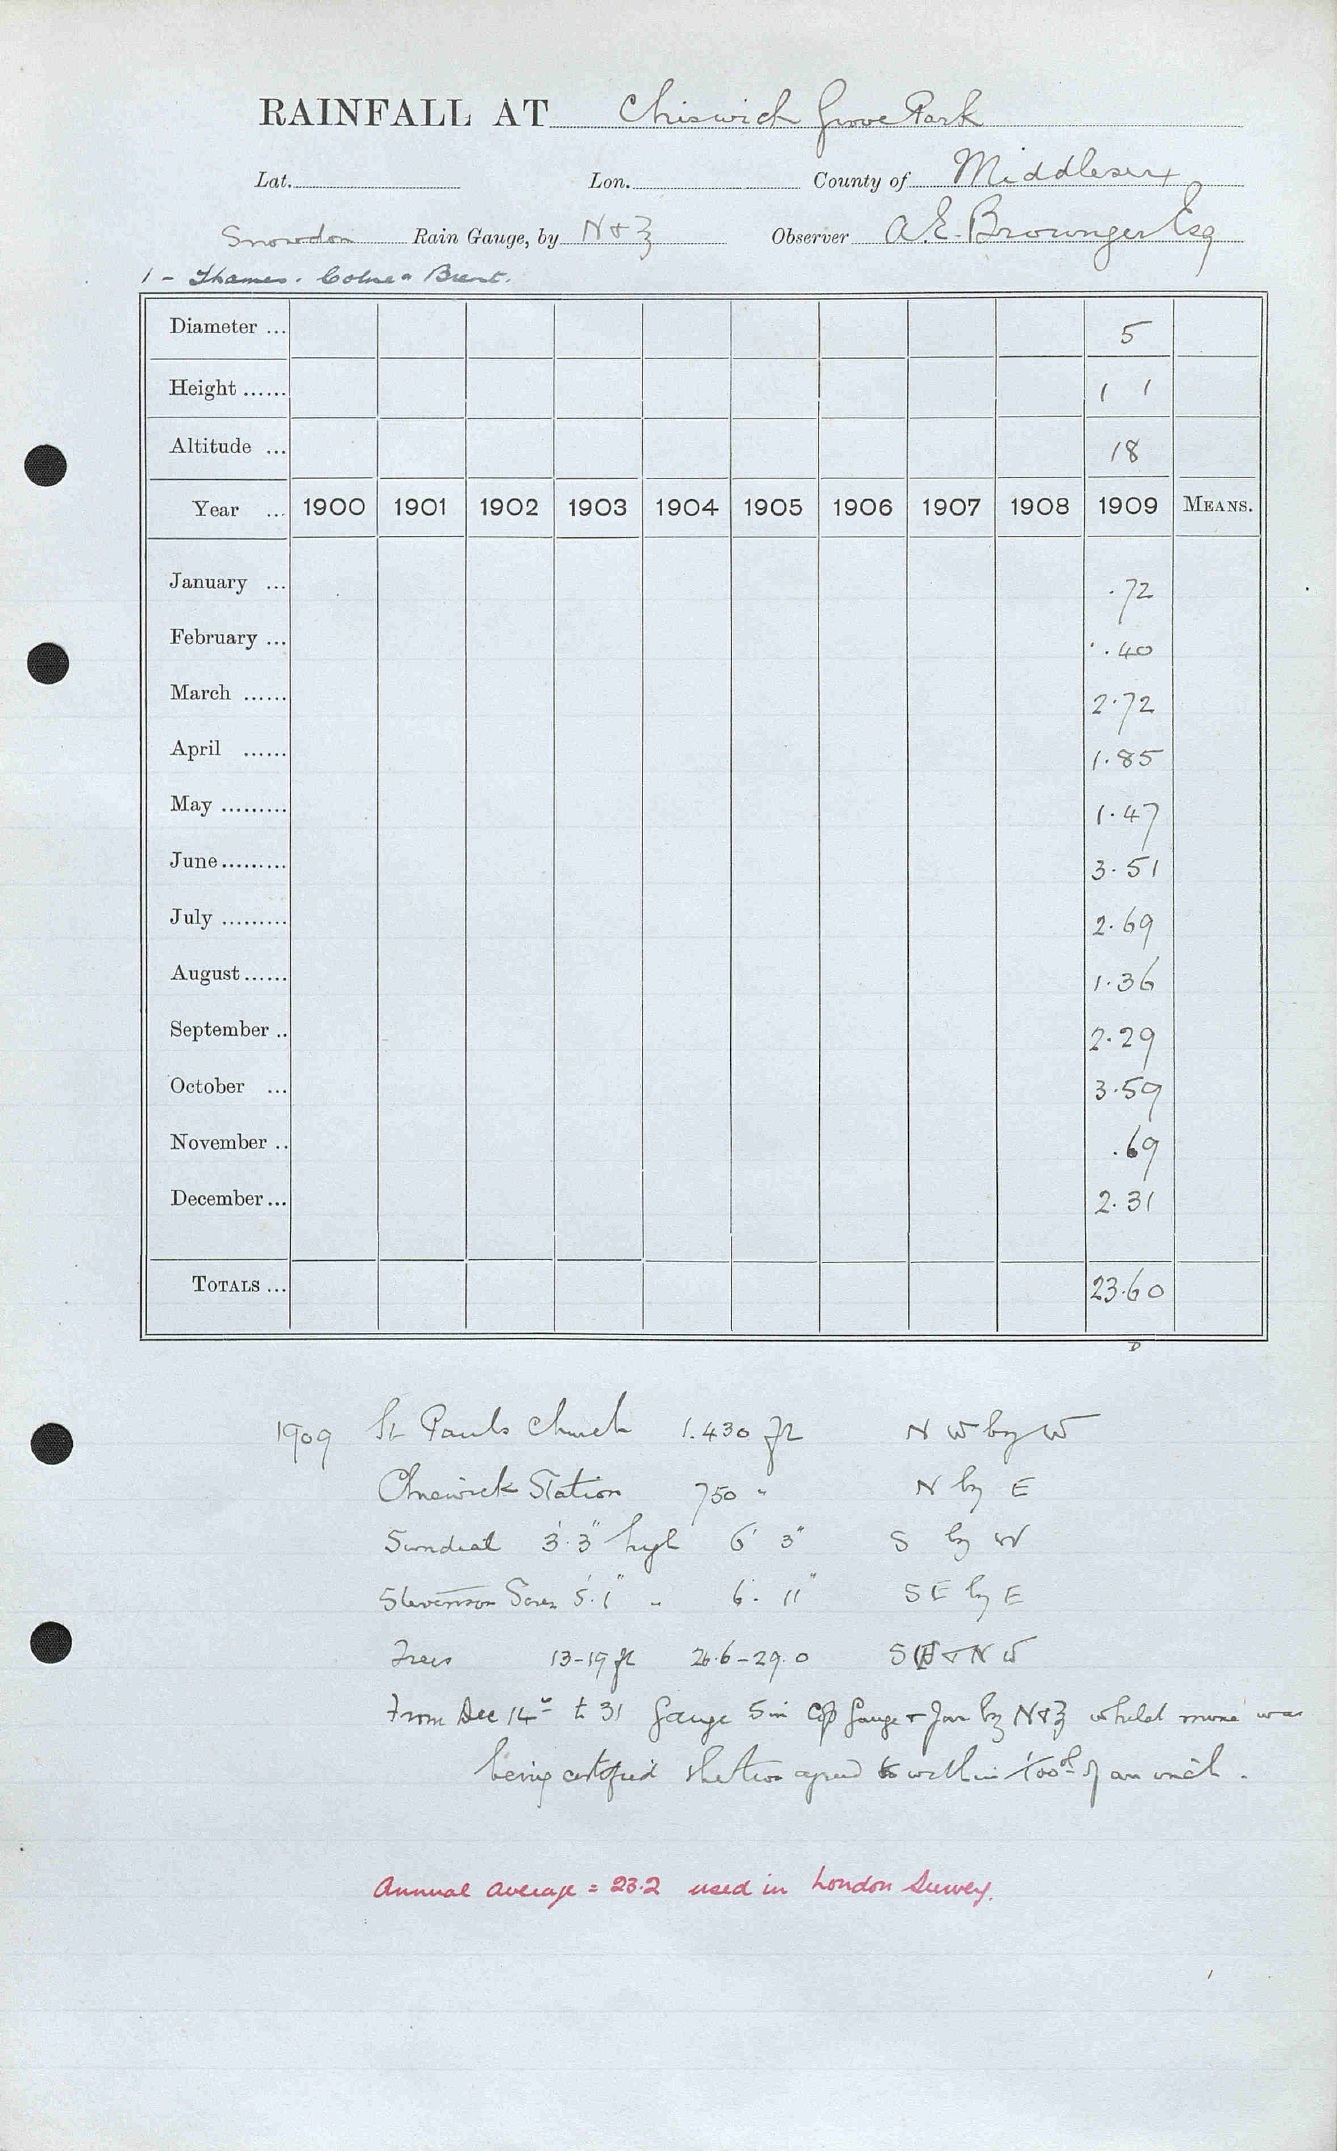 RAINFALL AT Chiswick Grove Park
Lat. Lon. County of Middlesex
Snowdon Rain Gauge, by N & Z Observer A. E. Brownger Esq
1 - Thames. Colne & Brent.
Diameter ... 5
Height ...... 1 1
Altitude ... 18
Year ... 1900 1901 1902 1903 1904 1905 1906 1907 1908 1909 MEANS.
January ... .72
February ... .40
March ...... 2.72
April ...... 1.85
May ......... 1.47
June ......... 3.51
July ......... 2.69
August ...... 1.36
September .. 2.29
October ... 3.59
November .. .69
December ... 2.31
TOTALS ... 23.60
1909 St Pauls Church 1.430 ft N W by W
Chiswick Station 750 " N by E
Sundial 3' 3" high 6' 3" S by W
Stevenson Screen 5' 1" " 6' 11" S E by E
Trees 13-19 ft 26.6 - 29.0 & N W
From Dec 14th to 31 gauge 5 in Cop gauge & Jar by N & Z whilst mine was
being certified the two agreed to within 1/100th of an inch.
Annual average = 23.2 used in London Survey.